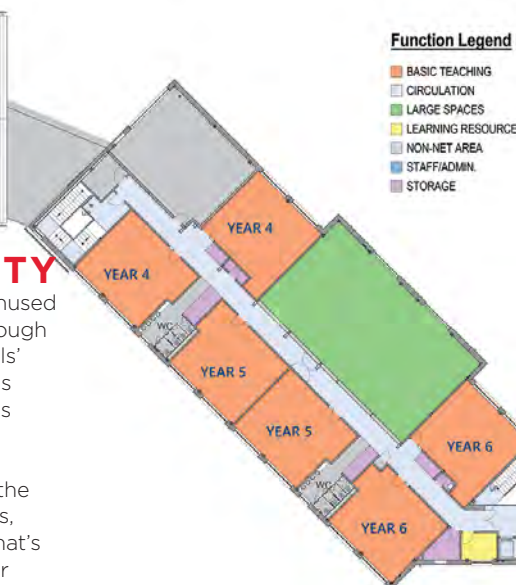 Function Legend
BASIC TEACHING
CIRCULATION
LARGE SPACES
LEARNING RESOURCE
NON-NET AREA
STAFF/ADMIN.
STORAGE
YEAR 4
YEAR 4
WC
YEAR 5
YEAR 5
YEAR 6
WC
YEAR 6
TY
nused
ough
ls'
s
s
the
s,
hat's
r